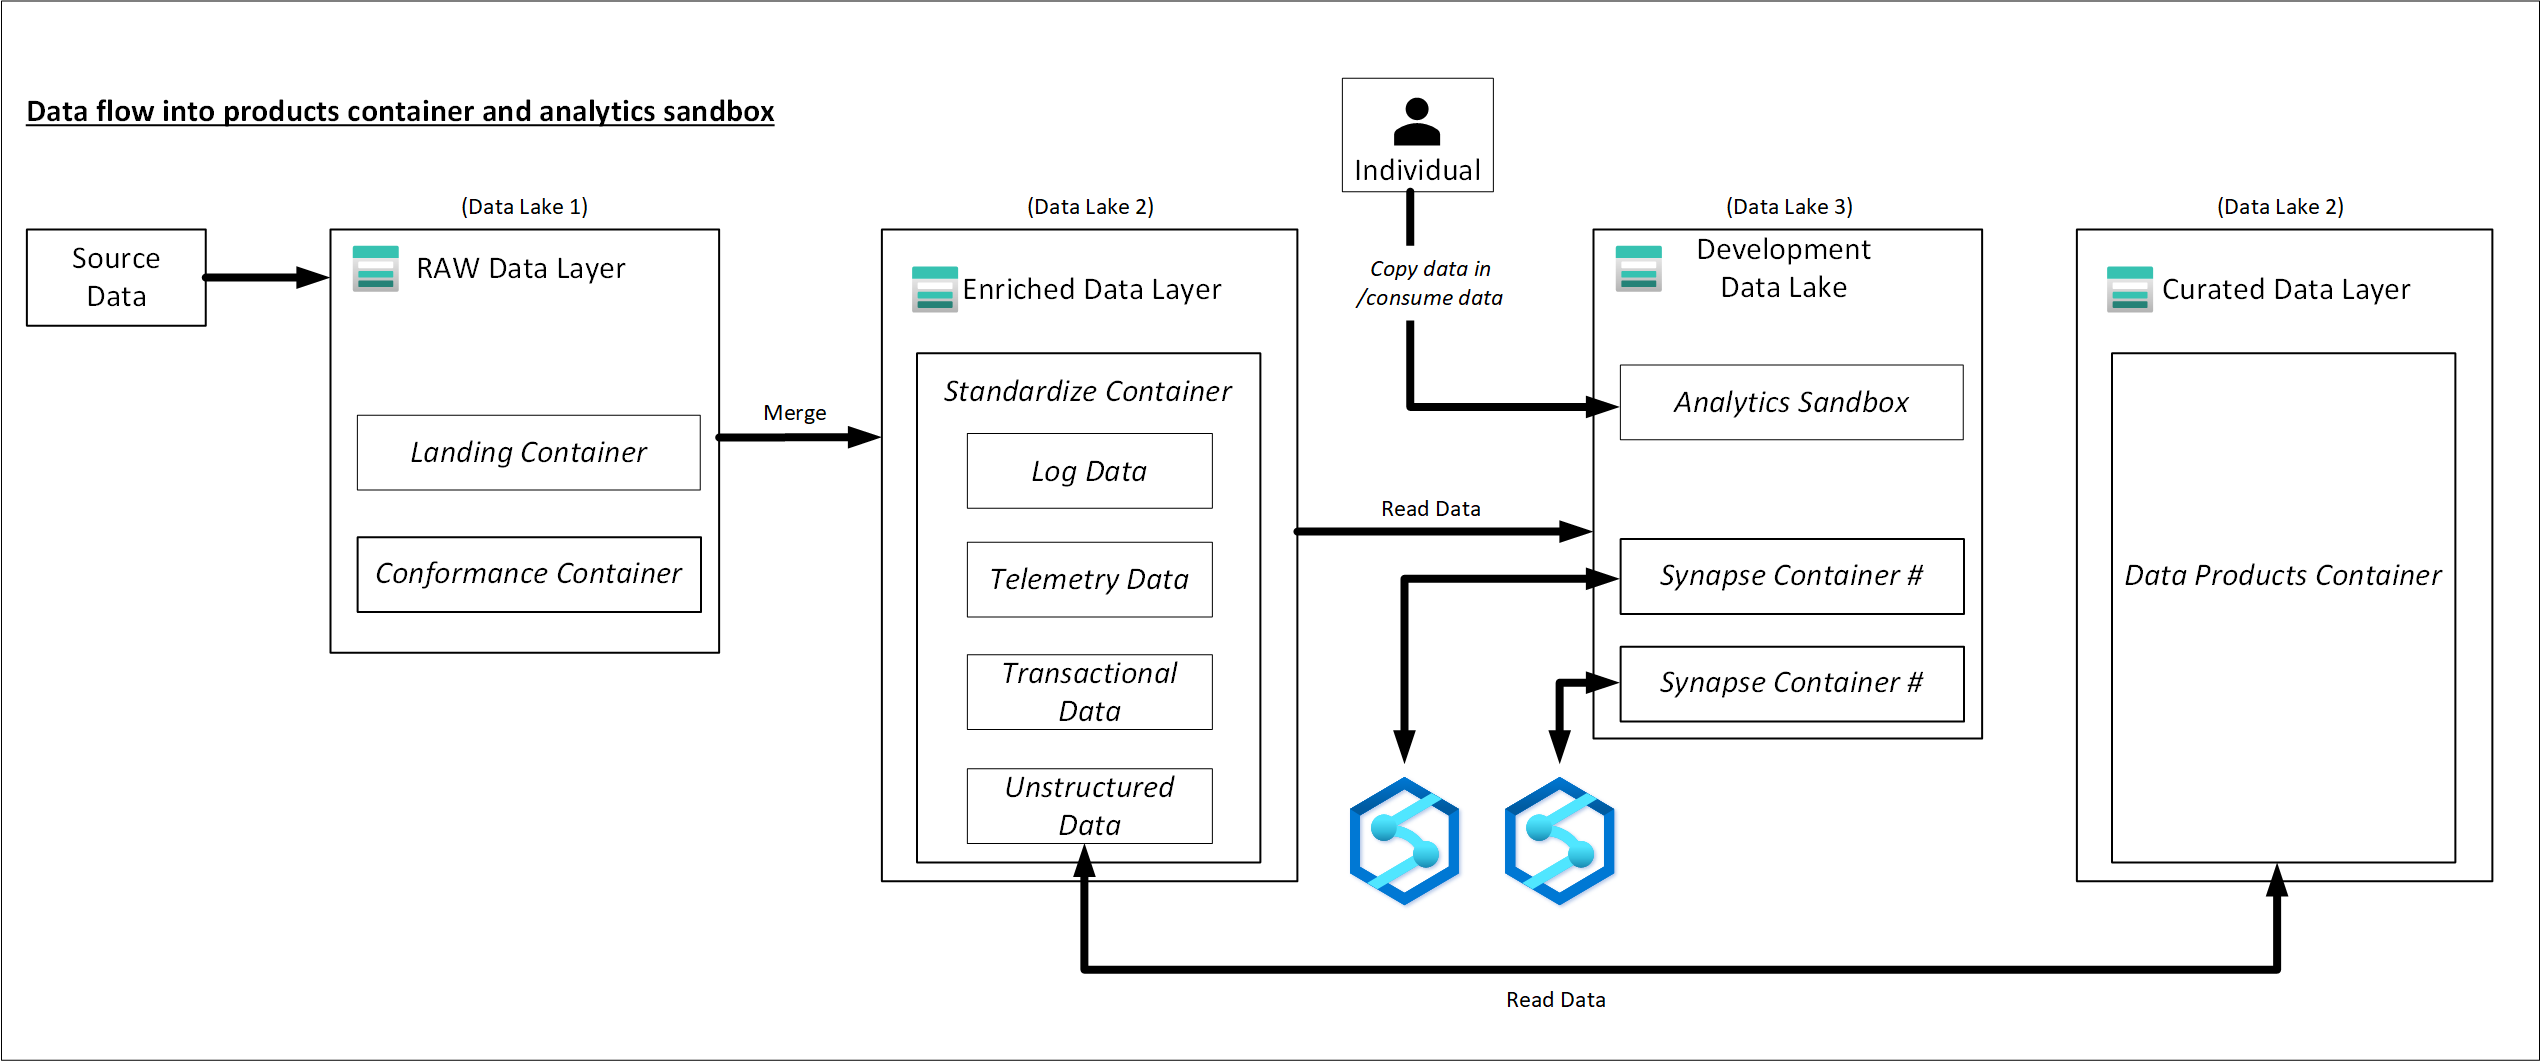 Data flow into products container and analytics sandbox
Individual
(Data Lake 1)
(Data Lake 2)
(Data Lake 3)
(Data Lake 2)
Source
Data
RAW Data Layer
Landing Container
Conformance Container
Merge
Enriched Data Layer
Standardize Container
Log Data
Telemetry Data
Transactional
Data
Unstructured
Data
Copy data in
/consume data
Read Data
Development
Data Lake
Analytics Sandbox
Synapse Container #
Synapse Container #
Curated Data Layer
Data Products Container
Read Data